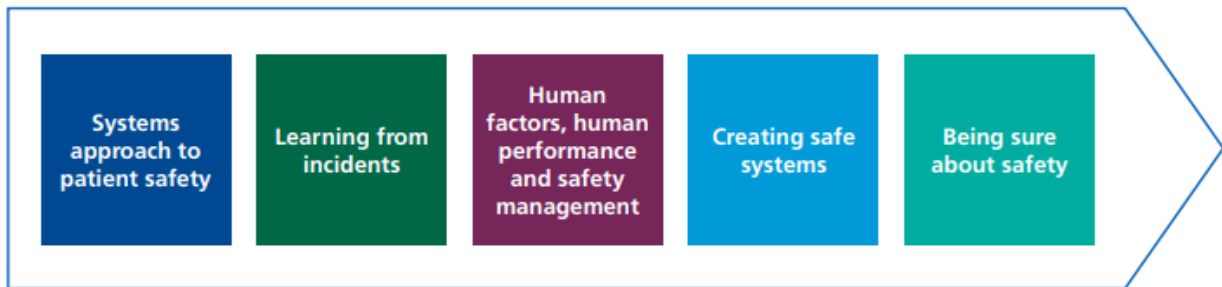 Systems
approach to
patient safety
Learning from
incidents
Human
factors, human
performance
and safety
management
Creating safe
systems
Being sure
about safety